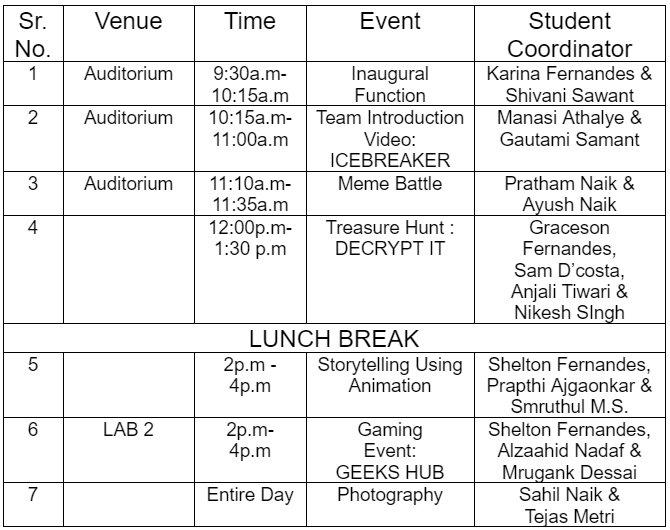 Sr. No. Venue Time Event Student Coordinator
1 Auditorium 9:30a.m- 10:15a.m Inaugural Function Karina Fernandes & Shivani Sawant
2 Auditorium 10:15a.m- 11:00a.m Team Introduction Video: ICEBREAKER Manasi Athalye & Gautami Samant
3 Auditorium 11:10a.m- 11:35a.m Meme Battle Pratham Naik & Ayush Naik
4 12:00p.m- 1:30 p.m Treasure Hunt : DECRYPT IT Graceson Fernandes, Sam D’costa, Anjali Tiwari & Nikesh SIngh
LUNCH BREAK
5 2p.m - 4p.m Storytelling Using Animation Shelton Fernandes, Prapthi Ajgaonkar & Smruthul M.S.
6 LAB 2 2p.m- 4p.m Gaming Event: GEEKS HUB Shelton Fernandes, Alzaahid Nadaf & Mrugank Dessai
7 Entire Day Photography Sahil Naik & Tejas Metri